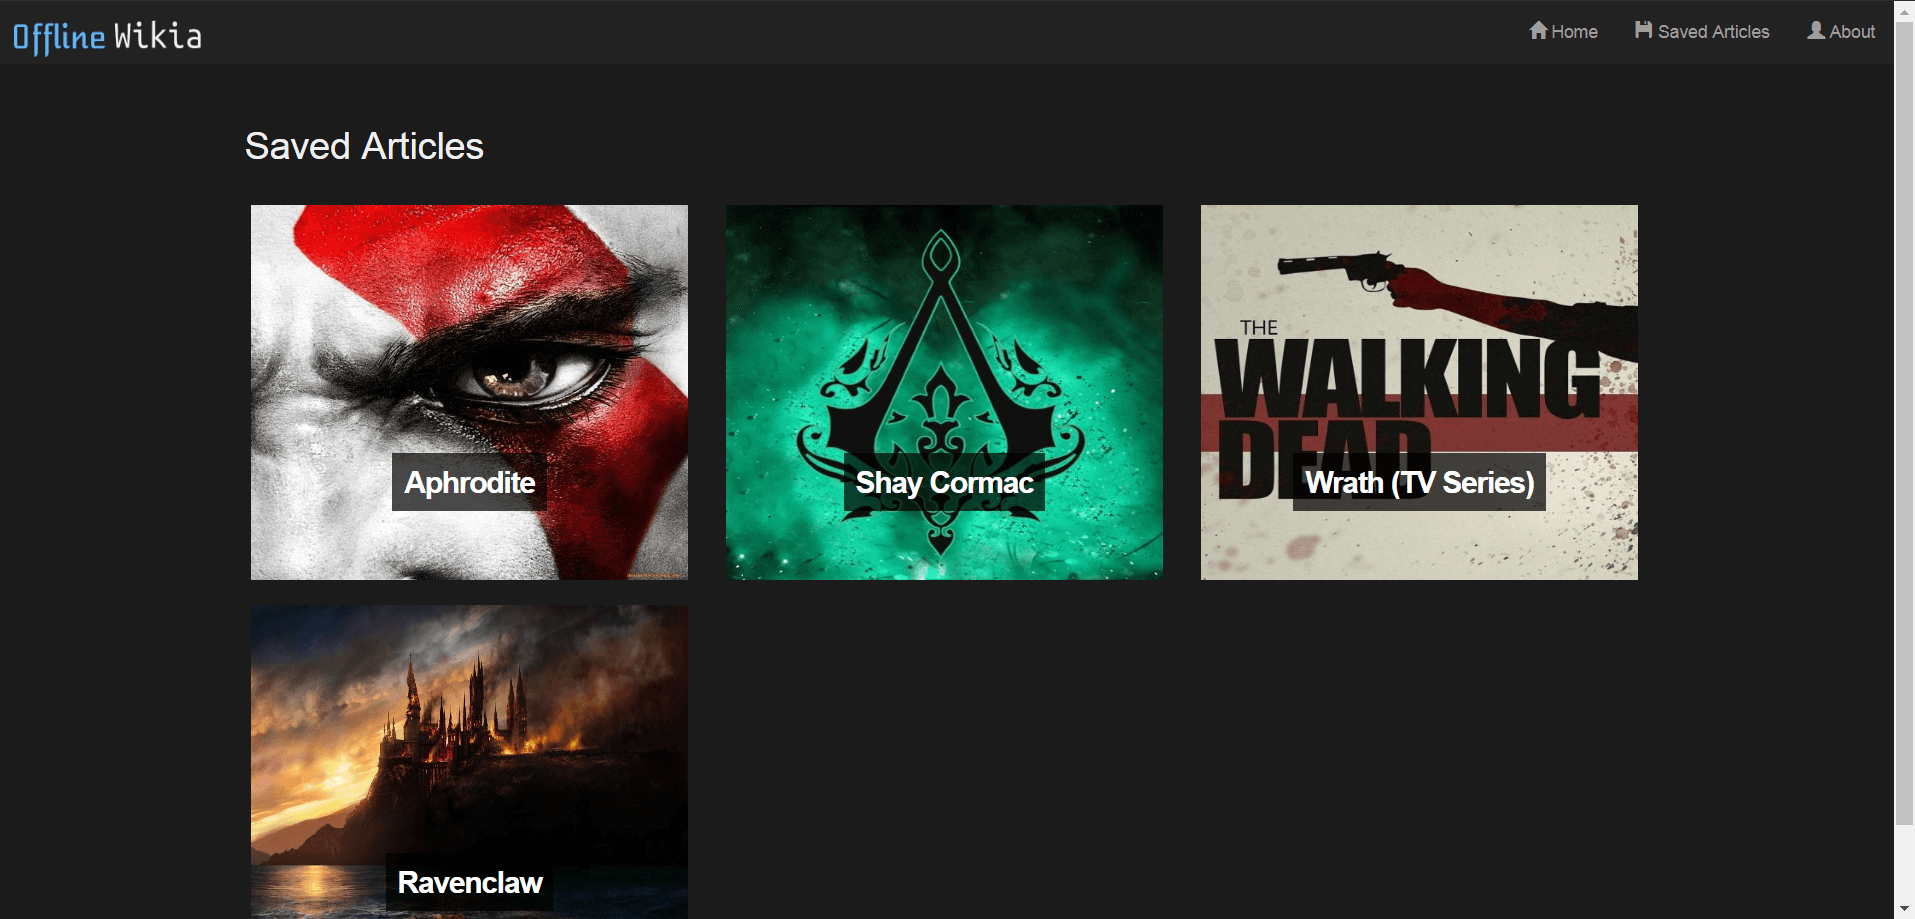 Offline Wikia
Home
Saved Articles
About
Saved Articles
Aphrodite
Shay Cormac
THE
WALKING
DEAD
Wrath (TV Series)
Ravenclaw